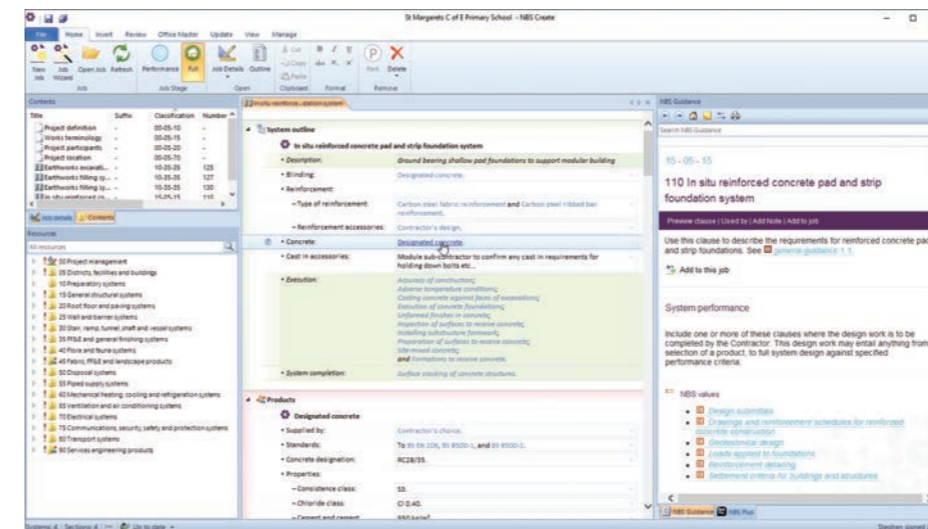 St Margarets C of E Primary School - NBS Create
File Home Insert Review Office Master Update View Manage
New Job
Job Wizard
Open Job
Refresh
Performance
Full
Job Details
Outline
Cut
Copy
Paste
Delete
Job
Job Stage
Open
Clipboard
Format
Remove
Contents
Title Suffix Classification Number
Project definition - 00-05-10 -
Works terminology - 00-05-15 -
Project participants - 00-05-20 -
Project location - 00-05-70 -
Earthworks excavati... - 10-35-25 125
Earthworks filling sy... - 10-35-35 127
Earthworks filling sy... - 10-35-35 130
In situ reinforced co... - 15-05-15 110
Job details Contents
Resources
All resources
00 Project management
05 Districts, facilities and buildings
10 Preparatory systems
15 General structural systems
20 Roof, floor and paving systems
25 Wall and barrier systems
30 Stair, ramp, tunnel, shaft and vessel systems
35 FF&E and general finishing systems
40 Flora and fauna systems
45 Fabric, FF&E and landscape products
50 Disposal systems
55 Piped supply systems
60 Mechanical heating, cooling and refrigeration systems
65 Ventilation and air conditioning systems
70 Electrical systems
75 Communications, security, safety and protection systems
80 Transport systems
90 Services engineering products
In situ reinforce...dation system
System outline
In situ reinforced concrete pad and strip foundation system
• Description: Ground bearing shallow pad foundations to support modular building
• Blinding: Designated concrete.
• Reinforcement:
– Type of reinforcement: Carbon steel fabric reinforcement and Carbon steel ribbed bar reinforcement.
– Reinforcement accessories: Contractor's design.
• Concrete: Designated concrete.
• Cast in accessories: Module sub-contractor to confirm any cast in requirements for holding down bolts etc...
• Execution: Accuracy of construction;
Adverse temperature conditions;
Casting concrete against faces of excavations;
Execution of concrete foundations;
Unformed finishes in concrete;
Inspection of surfaces to receive concrete;
Installing substructure formwork;
Preparation of surfaces to receive concrete;
Site-mixed concrete;
and Formations to receive concrete.
• System completion: Surface cracking of concrete structures.
Products
Designated concrete
• Supplied by: Contractor's choice.
• Standards: To BS EN 206, BS 8500-1, and BS 8500-2.
• Concrete designation: RC28/35.
• Properties:
– Consistence class: S3.
– Chloride class: Cl 0,40.
NBS Guidance
Search NBS Guidance
15 - 05 - 15
110 In situ reinforced concrete pad and strip foundation system
Preview clause | Used by | Add Note | Add to job
Use this clause to describe the requirements for reinforced concrete pad
and strip foundations. See general guidance 1.1.
Add to this job
System performance
Include one or more of these clauses where the design work is to be
completed by the Contractor. This design work may entail anything from
selection of a product, to full system design against specified
performance criteria.
NBS values
• Design submittals
• Drawings and reinforcement schedules for reinforced
concrete construction
• Geotechnical design
• Loads applied to foundations
• Reinforcement detailing
• Settlement criteria for buildings and structures
NBS Guidance NBS Plus
Systems: 4 Sections: 4 Up to date